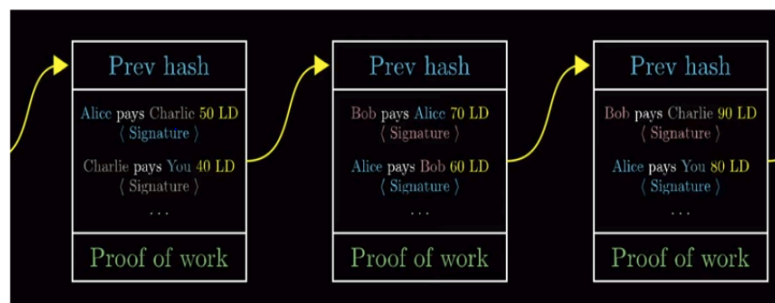 Prev hash
Alice pays Charlie 50 LD
⟨ Signature ⟩
Charlie pays You 40 LD
⟨ Signature ⟩
...
Proof of work
Prev hash
Bob pays Alice 70 LD
⟨ Signature ⟩
Alice pays Bob 60 LD
⟨ Signature ⟩
...
Proof of work
Prev hash
Bob pays Charlie 90 LD
⟨ Signature ⟩
Alice pays You 80 LD
⟨ Signature ⟩
...
Proof of work